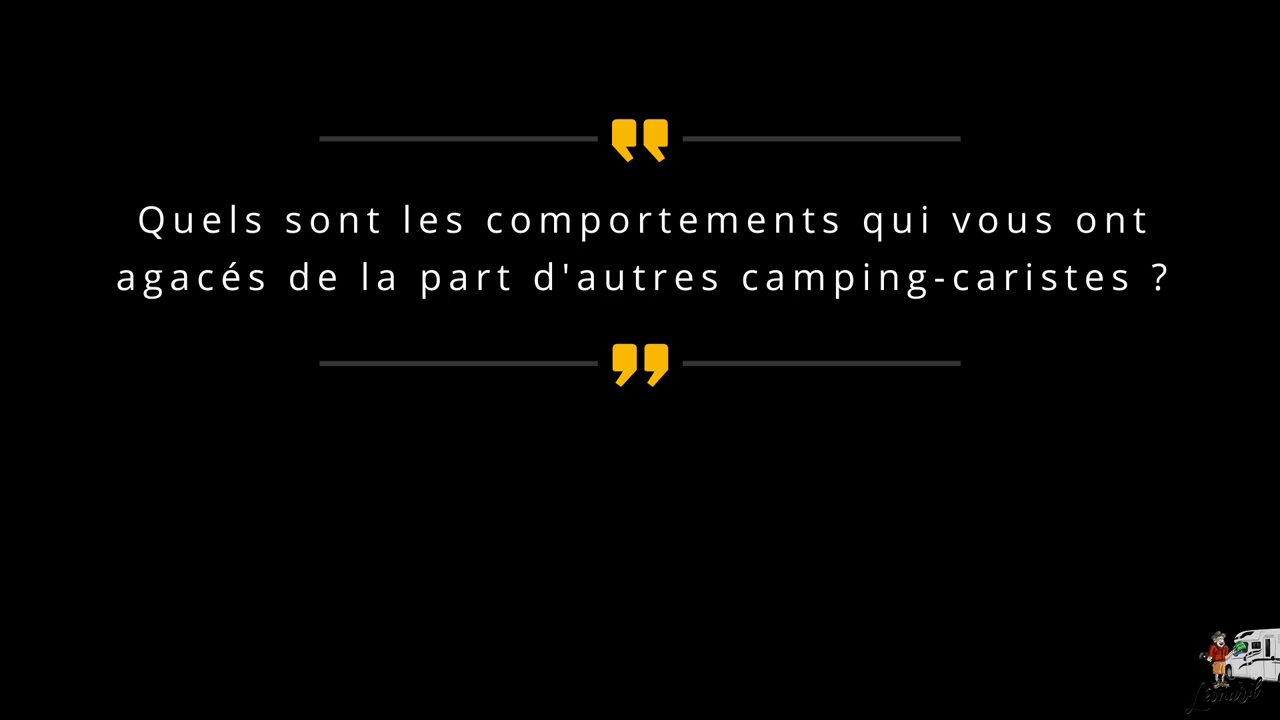 Quels sont les comportements qui vous ont
agacés de la part d'autres camping-caristes ?